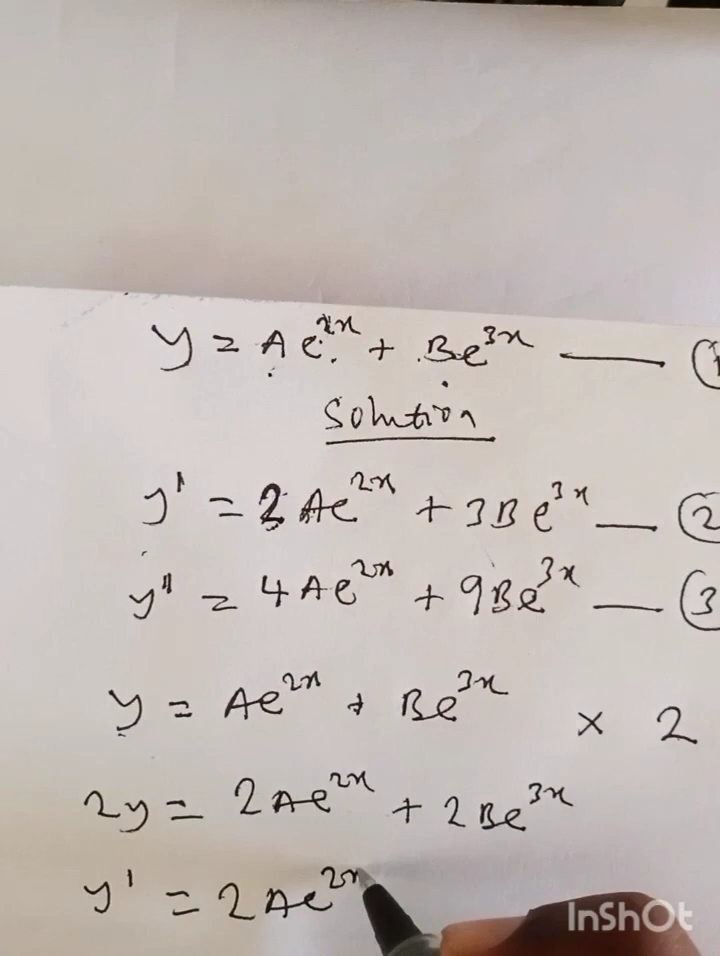 y = Ae^{2x} + Be^{3x} — ①
Solution
y' = 2Ae^{2x} + 3Be^{3x} — ②
y'' = 4Ae^{2x} + 9Be^{3x} — ③
y = Ae^{2x} + Be^{3x} × 2
2y = 2Ae^{2x} + 2Be^{3x}
y' = 2Ae^{2x}
InShOt